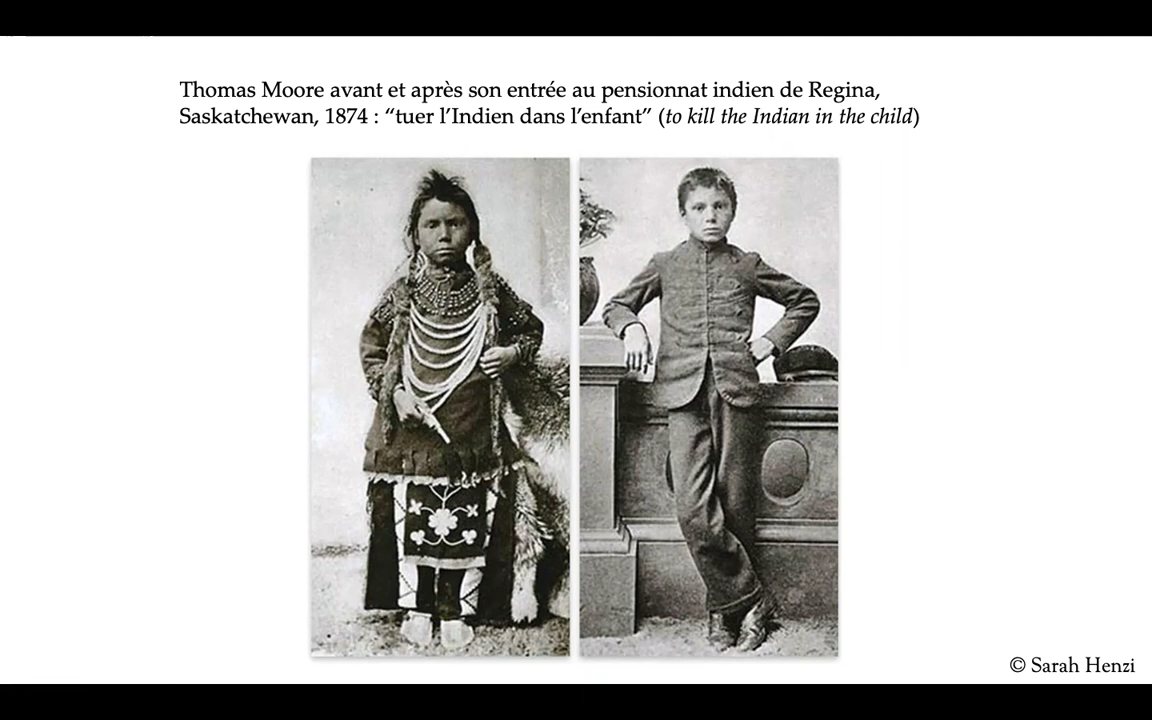 Thomas Moore avant et après son entrée au pensionnat indien de Regina,
Saskatchewan, 1874 : “tuer l’Indien dans l’enfant” (to kill the Indian in the child)
© Sarah Henzi